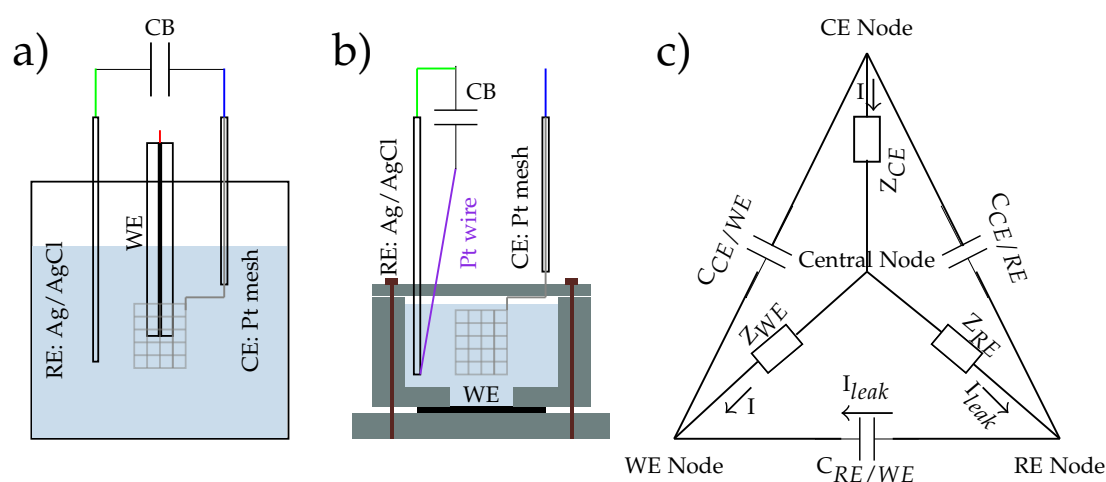 a)
CB
RE: Ag/AgCl
WE
CE: Pt mesh
b)
CB
RE: Ag/AgCl
Pt wire
CE: Pt mesh
WE
c)
CE Node
I
Z_CE
C_CE/WE
C_CE/RE
Central Node
Z_WE
Z_RE
I
I_leak
I_leak
WE Node
C_RE/WE
RE Node